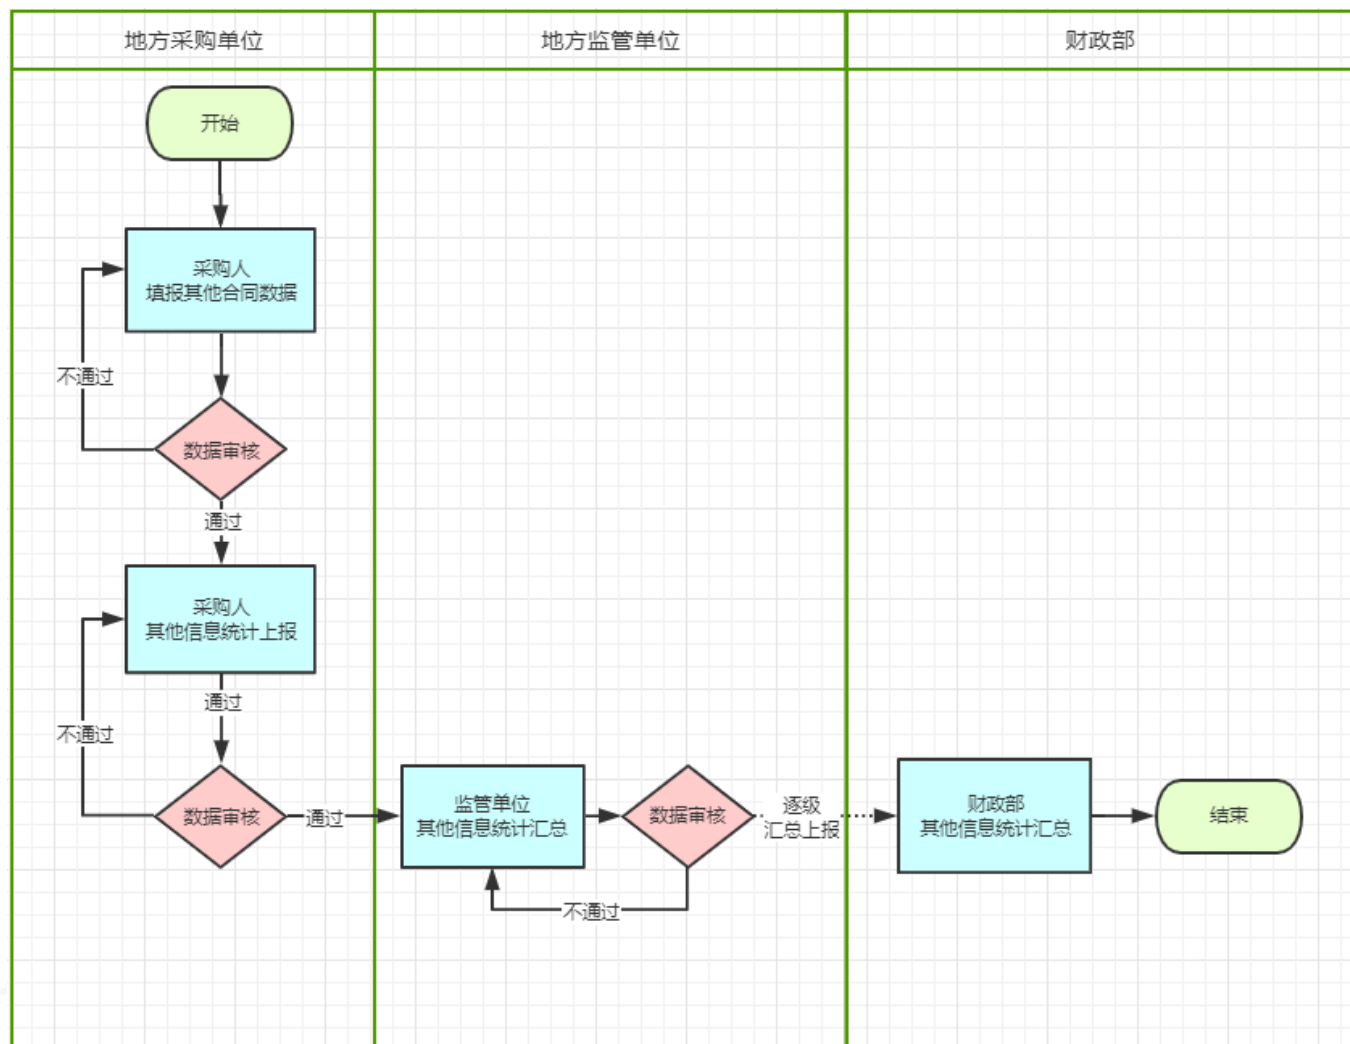 地方采购单位
地方监管单位
财政部
开始
采购人
填报其他合同数据
不通过
数据审核
通过
采购人
其他信息统计上报
通过
不通过
数据审核
通过
监管单位
其他信息统计汇总
数据审核
逐级
汇总上报
不通过
财政部
其他信息统计汇总
结束